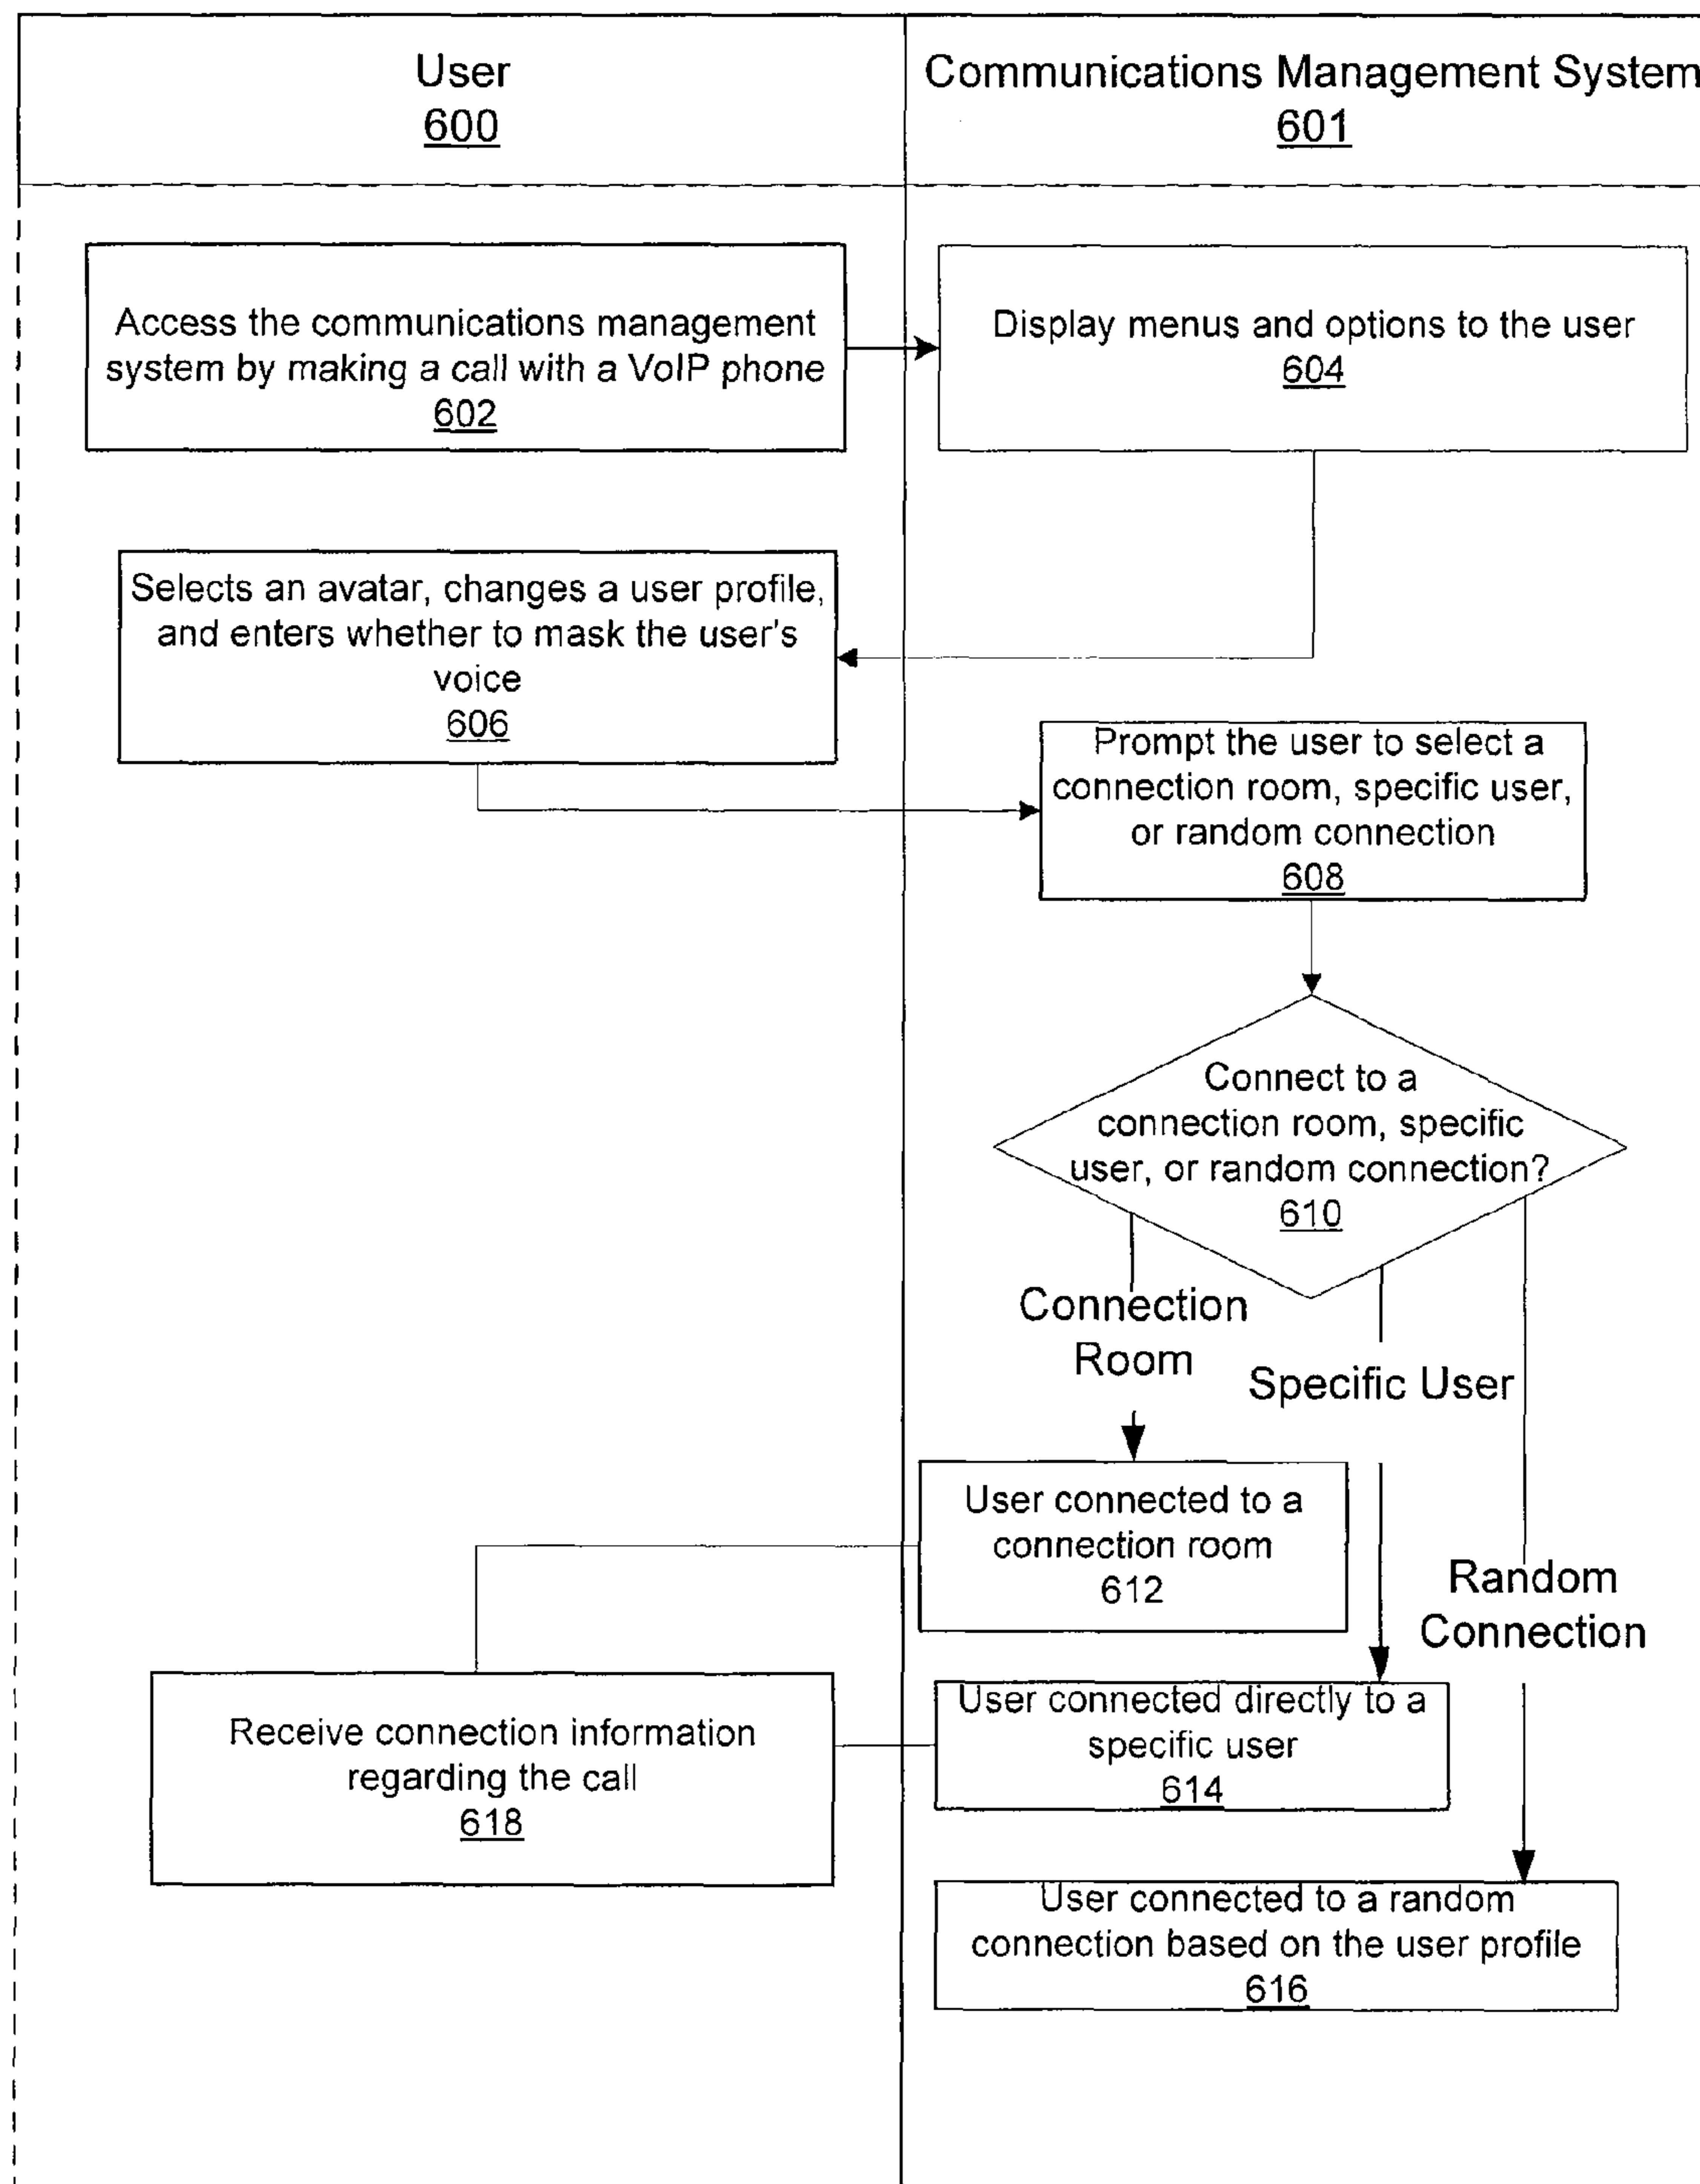 User
600
Communications Management System
601
Access the communications management
system by making a call with a VoIP phone
602
Display menus and options to the user
604
Selects an avatar, changes a user profile,
and enters whether to mask the user's
voice
606
Prompt the user to select a
connection room, specific user,
or random connection
608
Connect to a
connection room, specific
user, or random connection?
610
Connection
Room
Specific User
Random
Connection
User connected to a
connection room
612
Receive connection information
regarding the call
618
User connected directly to a
specific user
614
User connected to a random
connection based on the user profile
616